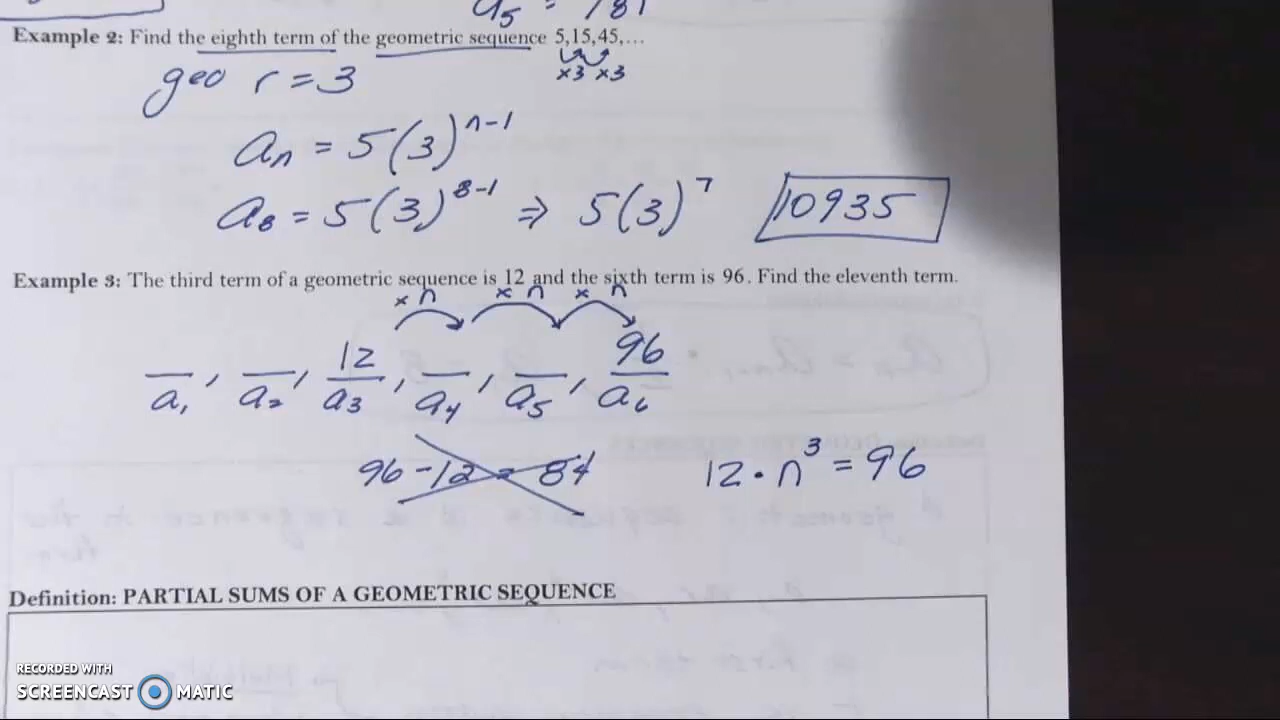 a5 = 781
Example 2: Find the eighth term of the geometric sequence 5,15,45,...
×3 ×3
geo r = 3
an = 5(3)^n-1
a8 = 5(3)^8-1 ⇒ 5(3)^7 10935
Example 3: The third term of a geometric sequence is 12 and the sixth term is 96. Find the eleventh term.
× n × n × n
12 96
a1, a2, a3, a4, a5, a6
96 - 12 = 84 12 · n^3 = 96
Definition: PARTIAL SUMS OF A GEOMETRIC SEQUENCE
RECORDED WITH
SCREENCAST MATIC